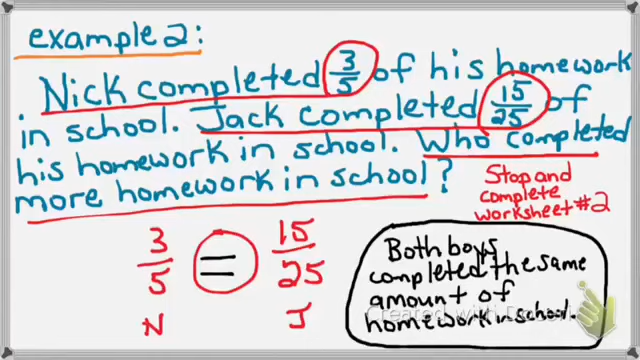 example 2:
Nick completed 3/5 of his homework
in school. Jack completed 15/25 of
his homework in school. Who completed
more homework in school?
Stop and
complete
worksheet #2
3/5 = 15/25
N J
Both boys
completed the same
amount of
homework in school.
Created with